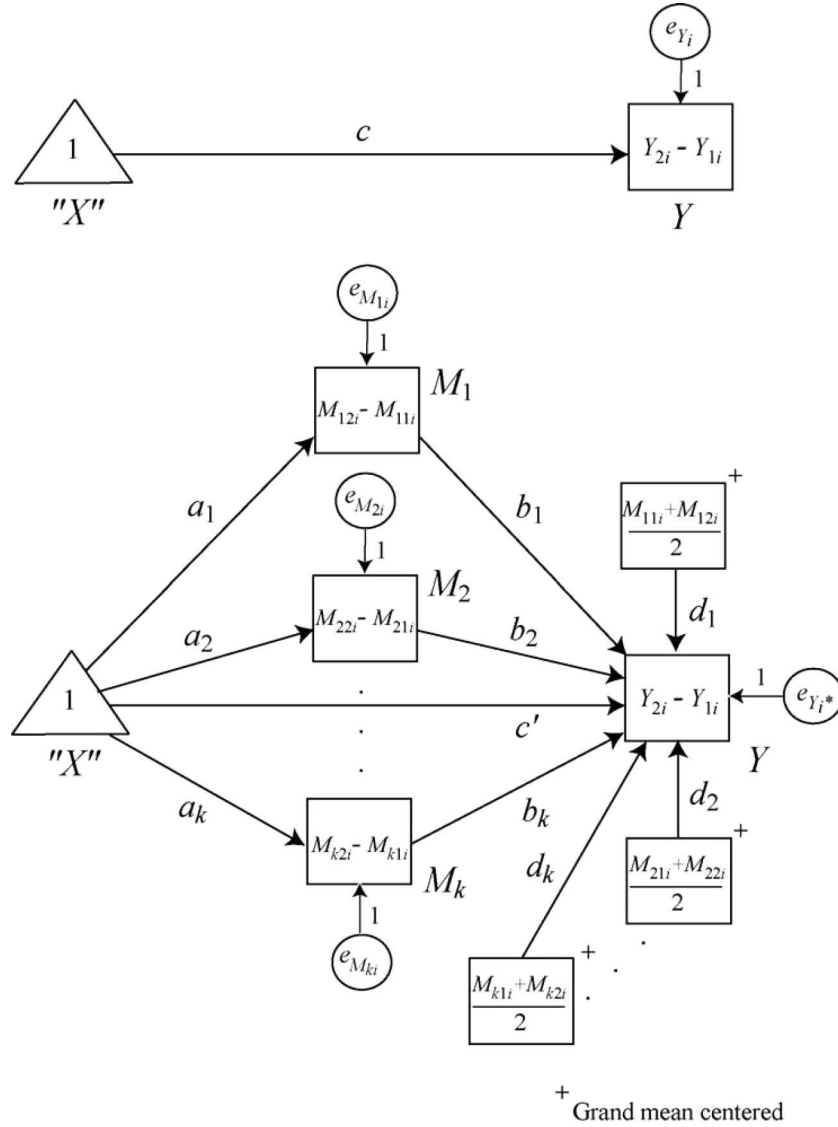 e_{Y_i}
1
c
1
Y_{2i} - Y_{1i}
"X"
Y
e_{M_{1i}}
1
M_1
M_{12i} - M_{11i}
a_1
b_1
e_{M_{2i}}
1
M_2
M_{22i} - M_{21i}
a_2
b_2
+
M_{11i}+M_{12i}
2
d_1
1
c'
Y_{2i} - Y_{1i}
1
e_{Y_i*}
"X"
Y
.
.
.
a_k
M_{k2i} - M_{k1i}
M_k
b_k
d_k
d_2
+
M_{21i}+M_{22i}
2
1
e_{M_{ki}}
+
M_{k1i}+M_{k2i}
2
.
.
.
+ Grand mean centered